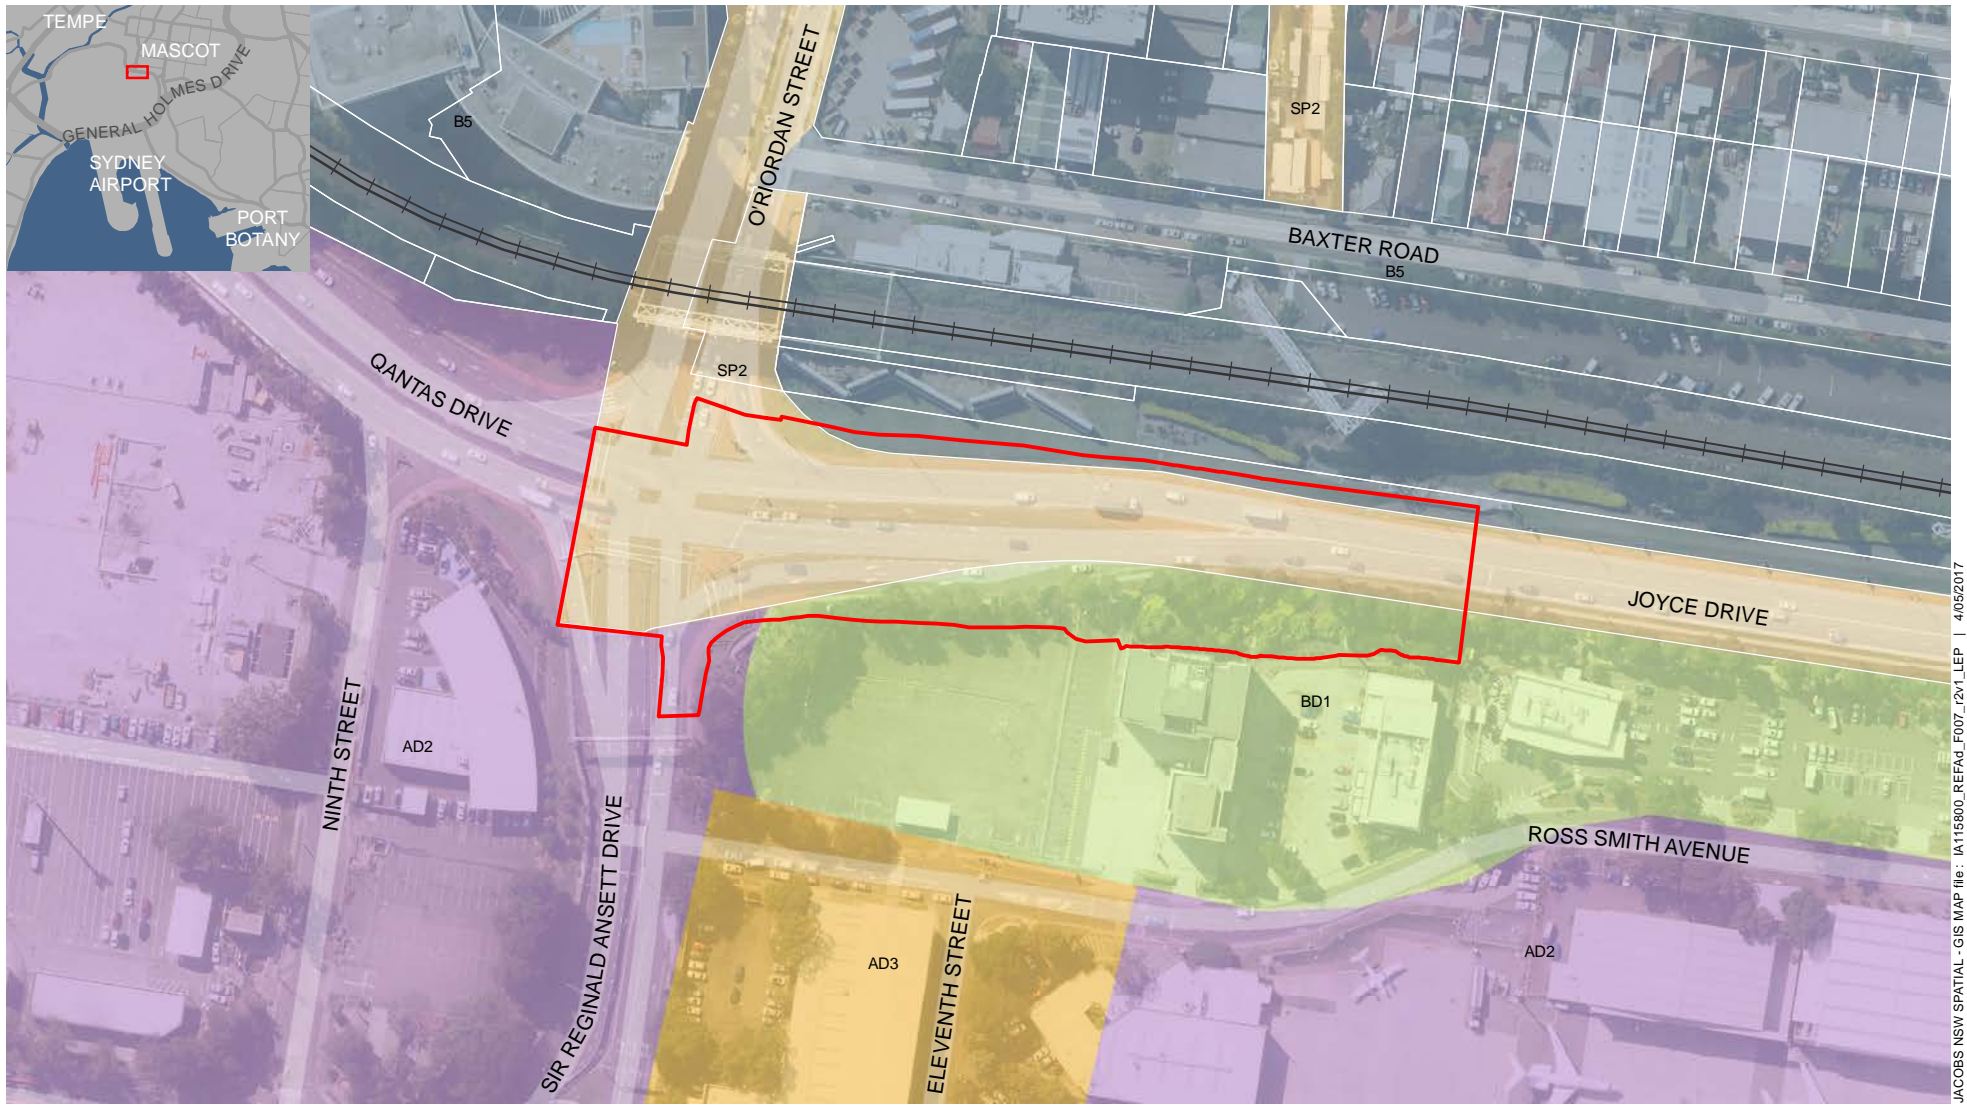 TEMPE
MASCOT
GENERAL HOLMES DRIVE
SYDNEY
AIRPORT
PORT
BOTANY
B5
O'RIORDAN STREET
SP2
BAXTER ROAD
B5
QANTAS DRIVE
SP2
JOYCE DRIVE
NINTH STREET
AD2
BD1
SIR REGINALD ANSETT DRIVE
ROSS SMITH AVENUE
AD3
ELEVENTH STREET
AD2
JACOBS NSW SPATIAL - GIS MAP file : IA115800_REFAd_F007_r2v1_LEP | 4/05/2017